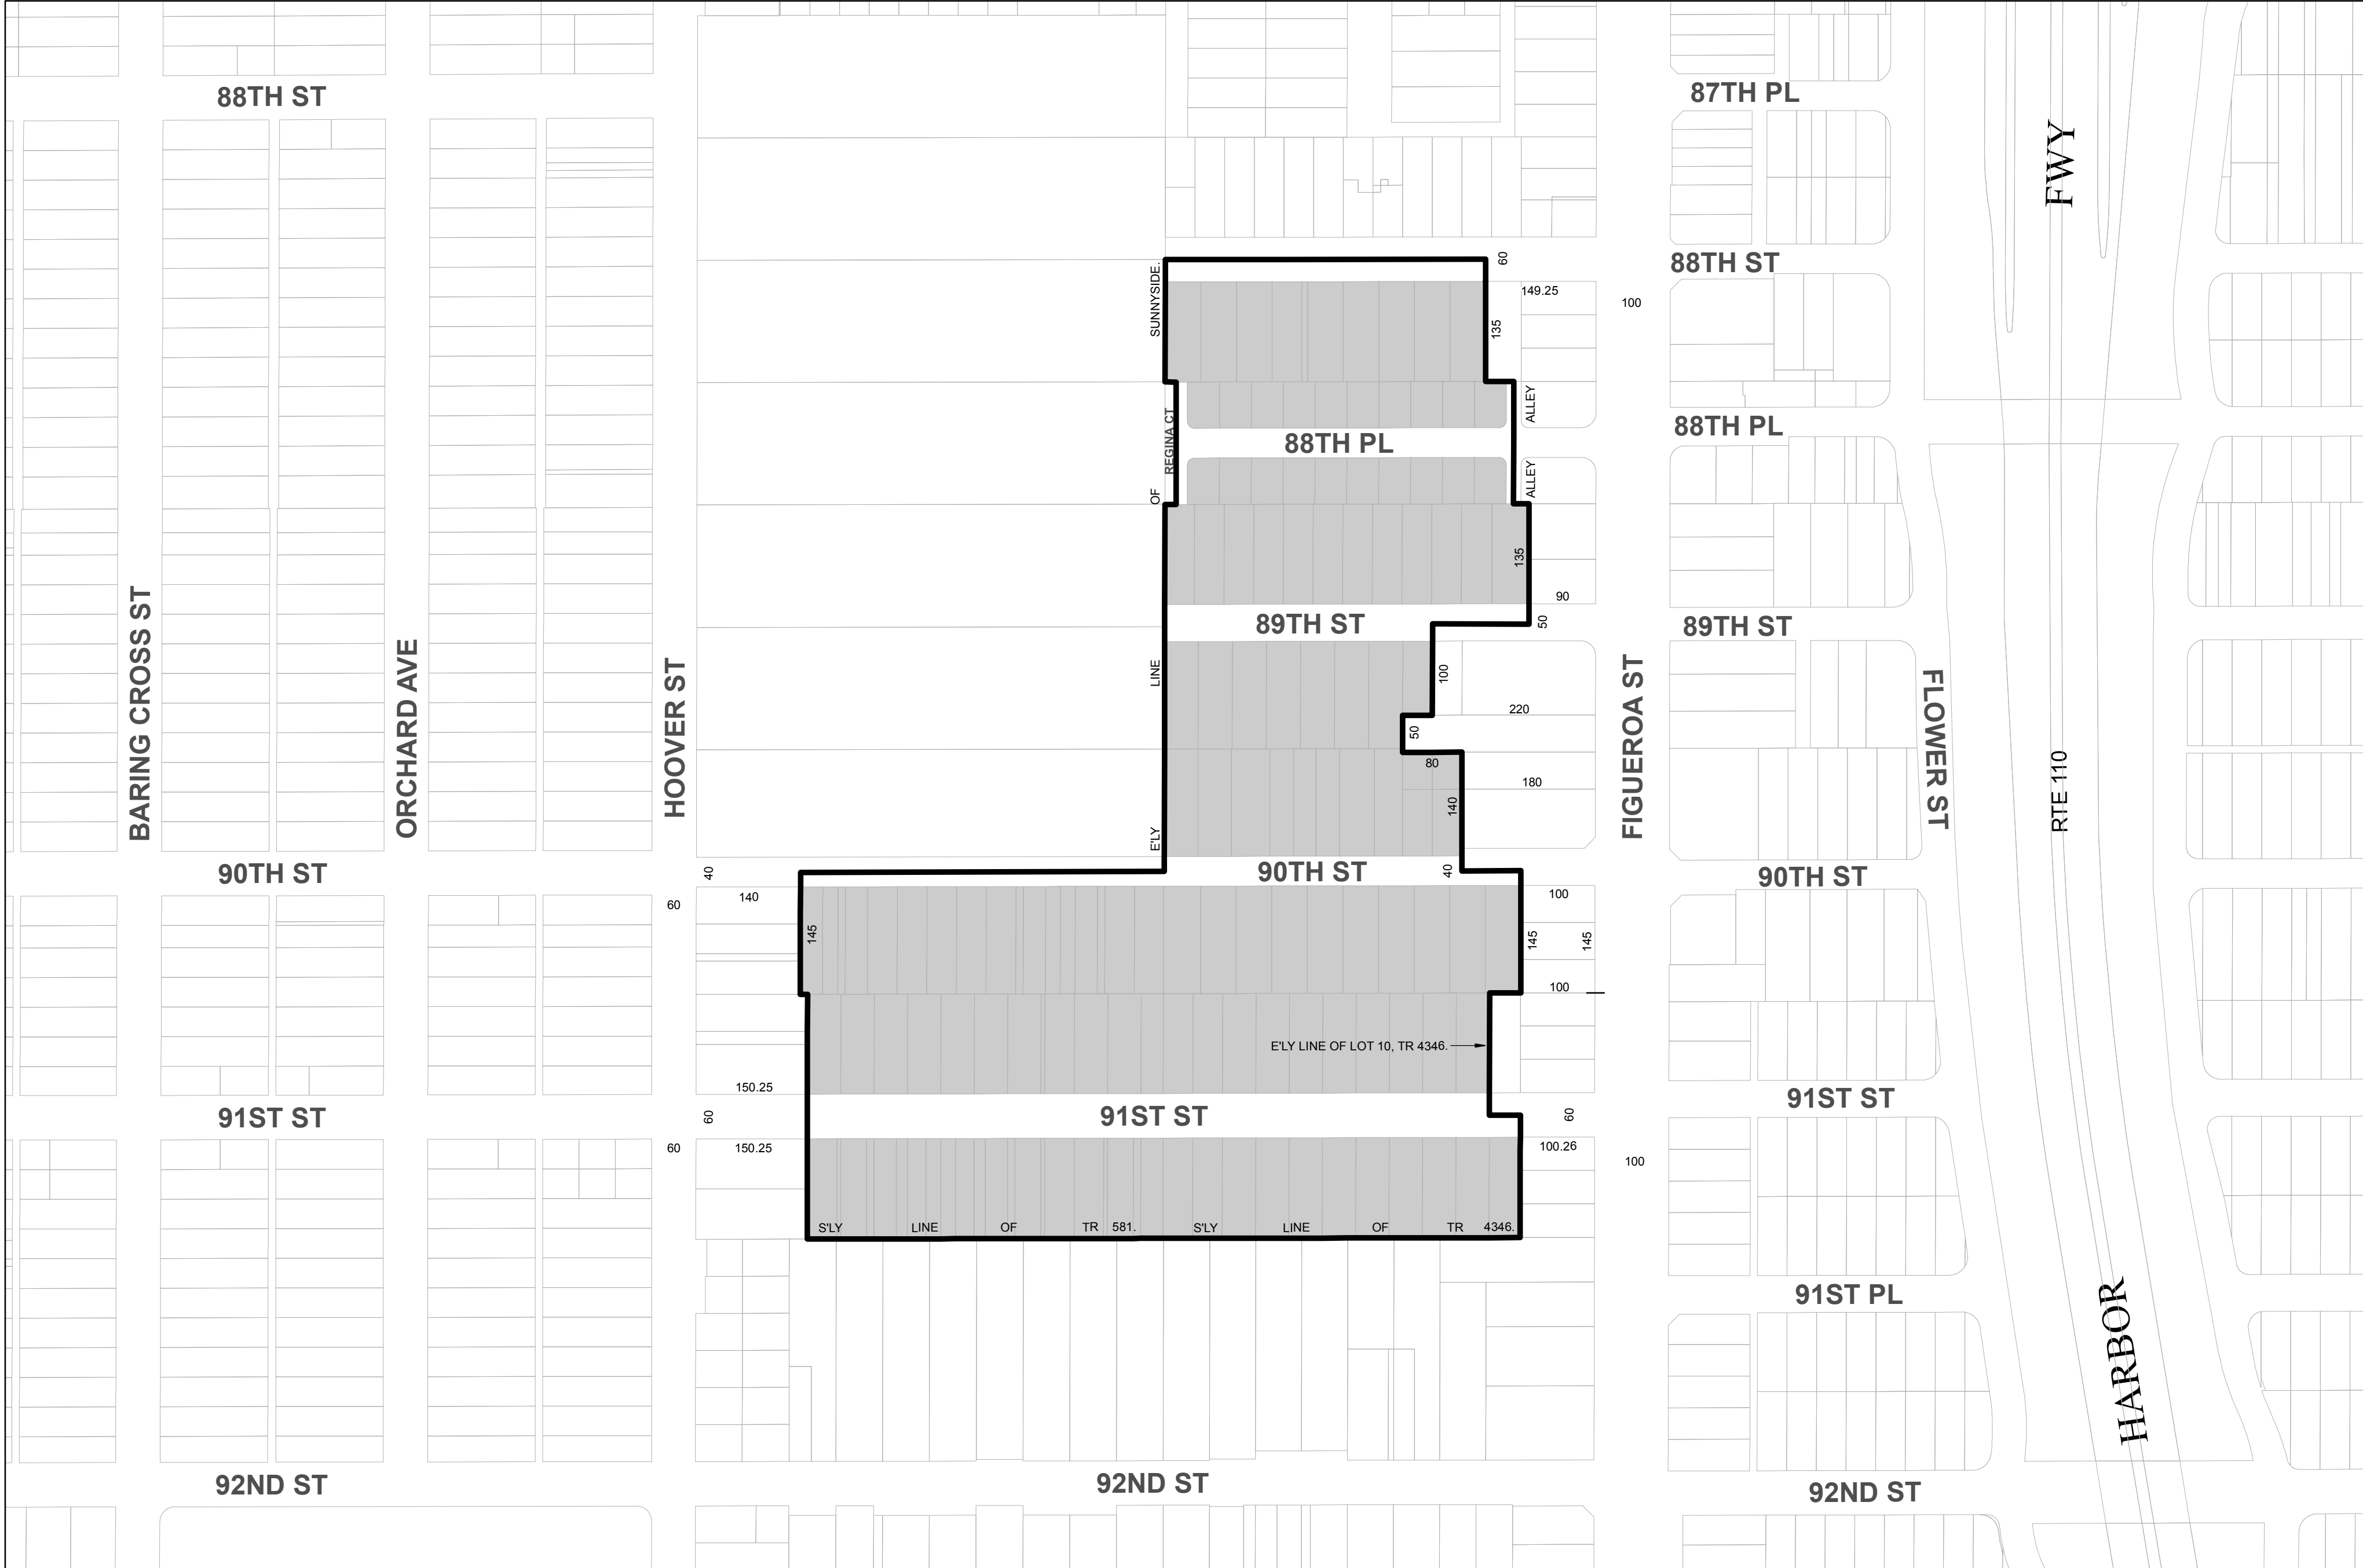 88TH ST
87TH PL
FWY
60
SUNNYSIDE.
88TH ST
149.25
100
135
ALLEY
REGINA CT
88TH PL
88TH PL
ALLEY
OF
135
90
89TH ST
50
89TH ST
BARING CROSS ST
ORCHARD AVE
HOOVER ST
LINE
100
FIGUEROA ST
FLOWER ST
220
50
80
180
RTE 110
140
E'LY
90TH ST
40
90TH ST
40
90TH ST
60
140
100
145
145
145
100
E'LY LINE OF LOT 10, TR 4346.
150.25
91ST ST
60
91ST ST
60
91ST ST
60
150.25
100.26
100
S'LY LINE OF TR 581. S'LY LINE OF TR 4346.
91ST PL
HARBOR
92ND ST
92ND ST
92ND ST